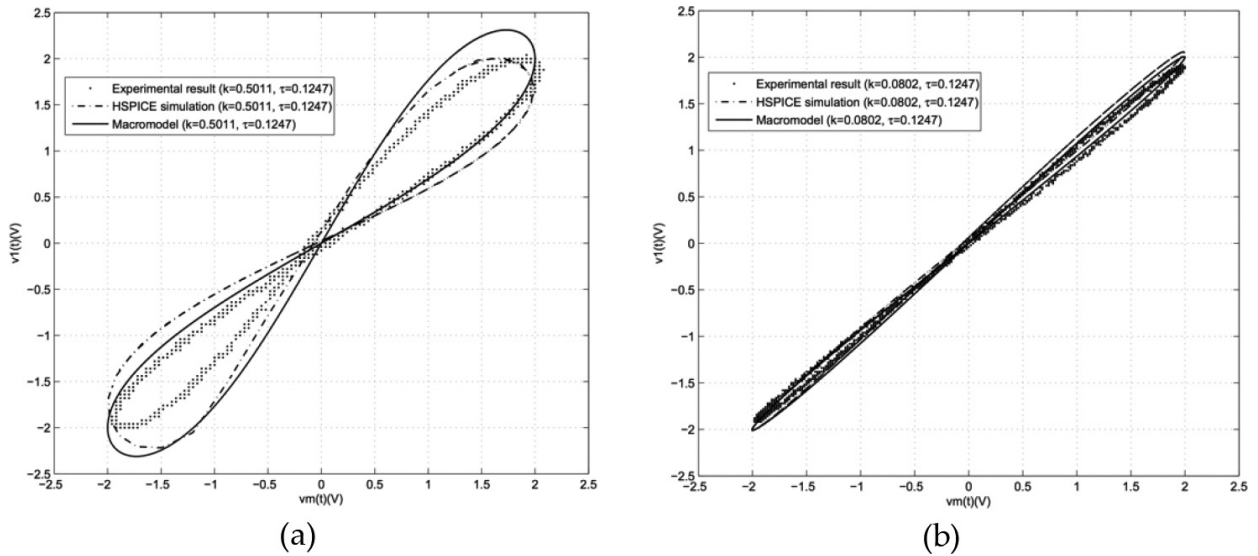 2.5
2
1.5
1
0.5
0
−0.5
−1
−1.5
−2
−2.5
v1(t)(V)
Experimental result (k=0.5011, τ=0.1247)
HSPICE simulation (k=0.5011, τ=0.1247)
Macromodel (k=0.5011, τ=0.1247)
−2.5 −2 −1.5 −1 −0.5 0 0.5 1 1.5 2 2.5
vm(t)(V)
(a)
2.5
2
1.5
1
0.5
0
−0.5
−1
−1.5
−2
−2.5
v1(t)(V)
Experimental result (k=0.0802, τ=0.1247)
HSPICE simulation (k=0.0802, τ=0.1247)
Macromodel (k=0.0802, τ=0.1247)
−2.5 −2 −1.5 −1 −0.5 0 0.5 1 1.5 2 2.5
vm(t)(V)
(b)